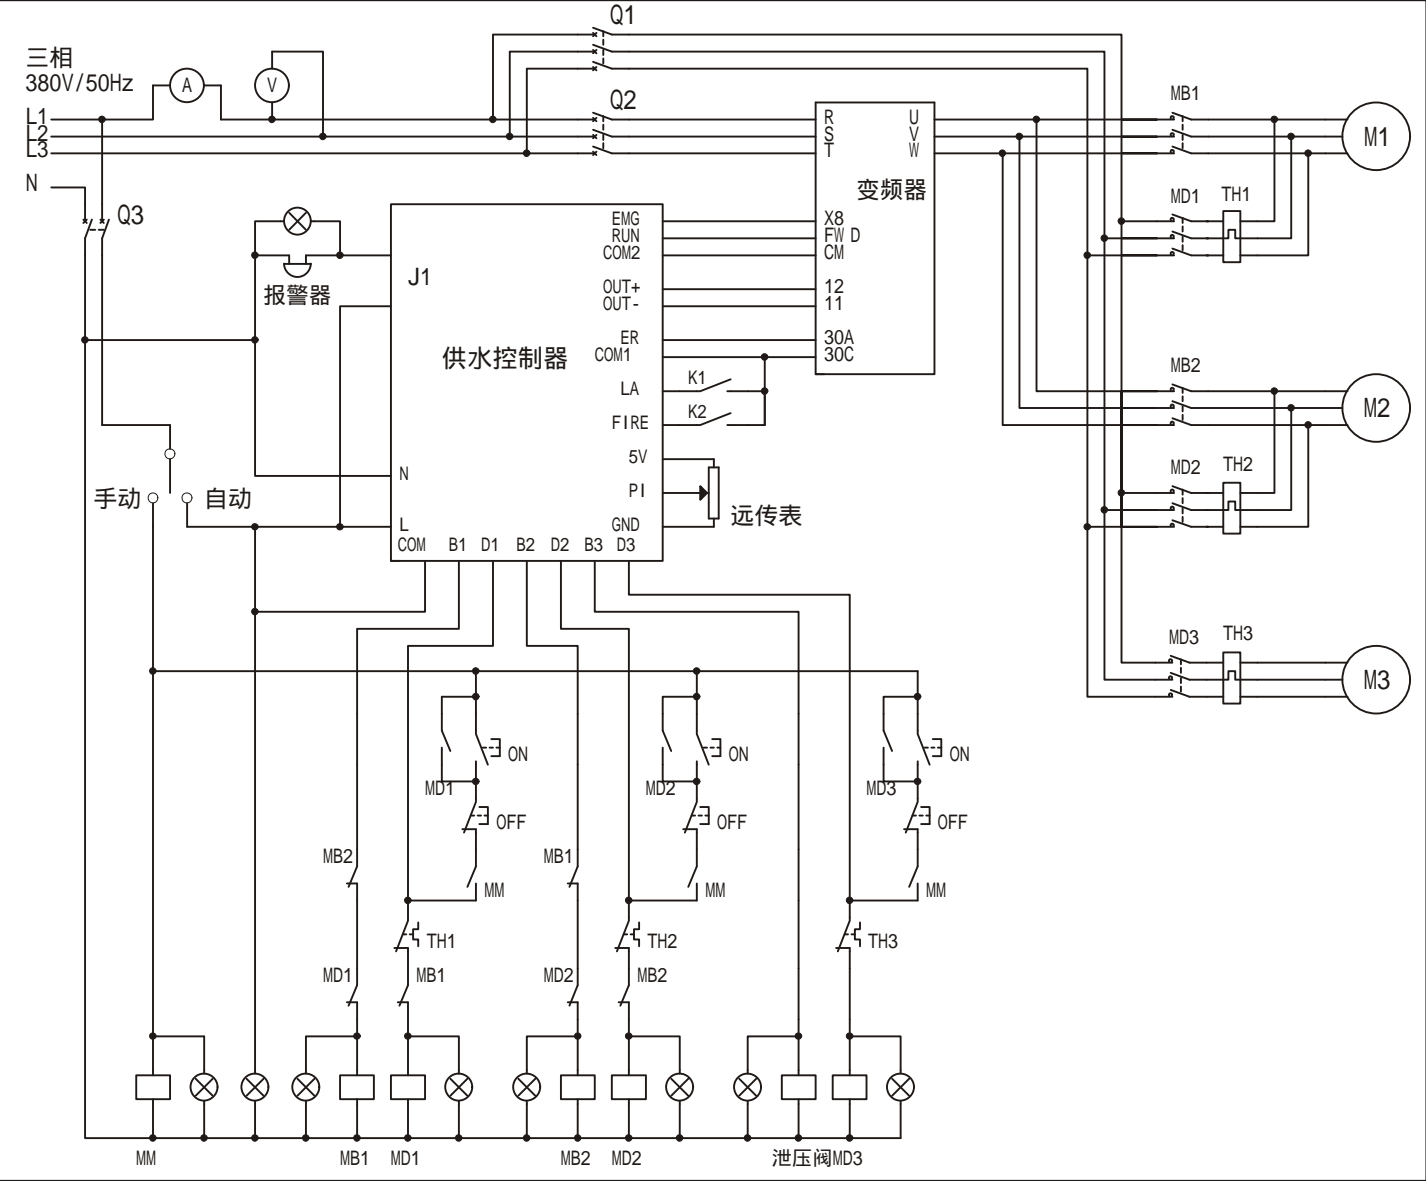 Q1
三相
380V/50Hz
A
V
MB1
L1
L2
L3
Q2
R
S
T
U
V
W
M1
N
Q3
变频器
MD1
TH1
EMG
RUN
COM2
X8
FW D
CM
J1
报警器
OUT+
OUT-
12
11
供水控制器
ER
COM1
30A
30C
MB2
LA
K1
FIRE
K2
M2
N
5V
PI
GND
远传表
MD2
TH2
手动
自动
L
COM
B1
D1
B2
D2
B3
D3
MD3
TH3
M3
ON
ON
ON
MD1
MD2
MD3
OFF
OFF
OFF
MB2
MB1
MM
MM
MM
TH1
TH2
TH3
MD1
MB1
MD2
MB2
MM
MB1
MD1
MB2
MD2
泄压阀MD3